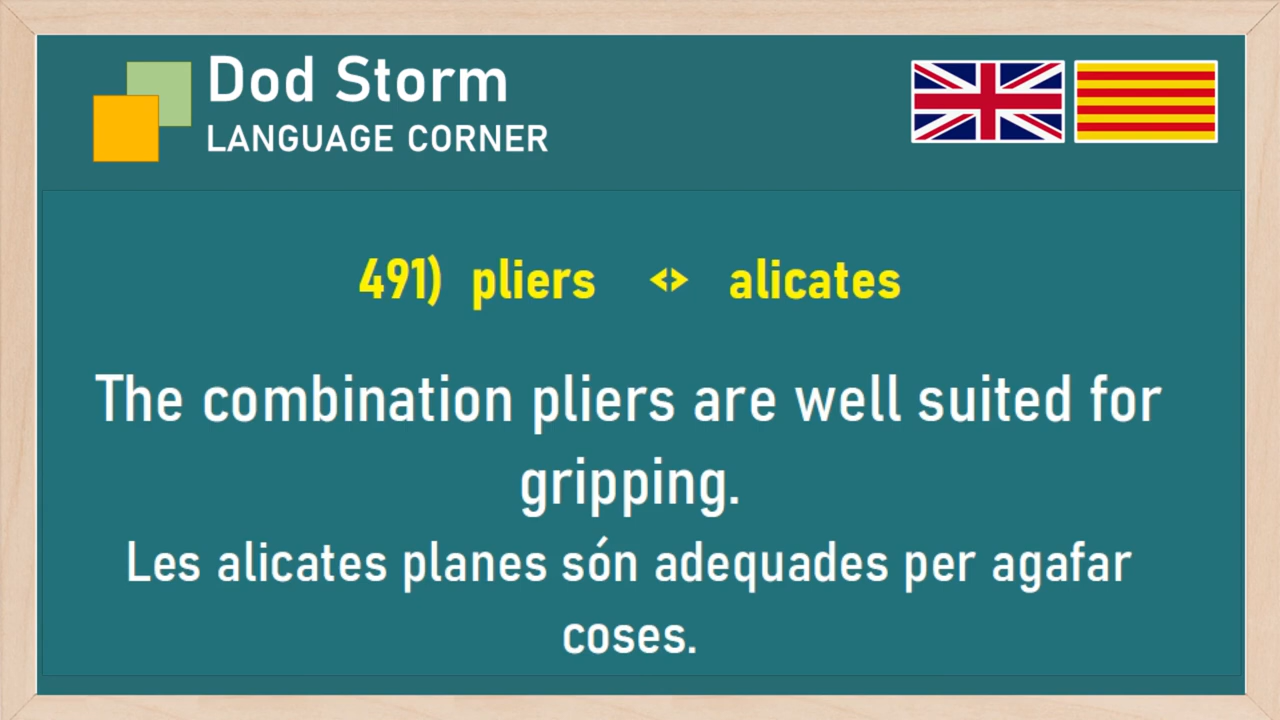 Dod Storm
LANGUAGE CORNER
491) pliers <> alicates
The combination pliers are well suited for
gripping.
Les alicates planes són adequades per agafar
coses.